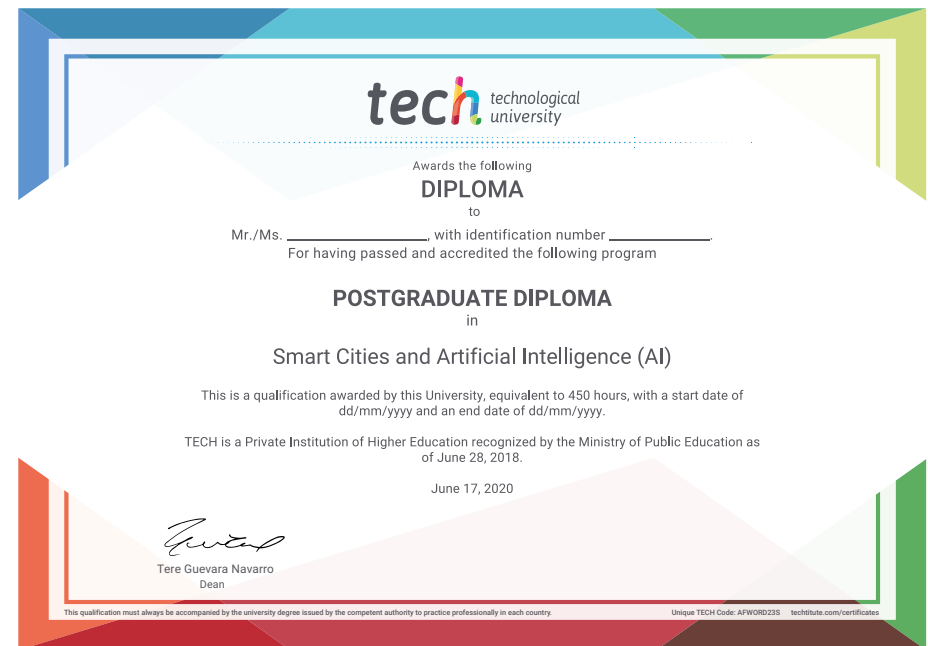 tech technological
university
Awards the following
DIPLOMA
to
Mr./Ms. ____________________, with identification number ______________.
For having passed and accredited the following program
POSTGRADUATE DIPLOMA
in
Smart Cities and Artificial Intelligence (AI)
This is a qualification awarded by this University, equivalent to 450 hours, with a start date of
dd/mm/yyyy and an end date of dd/mm/yyyy.
TECH is a Private Institution of Higher Education recognized by the Ministry of Public Education as
of June 28, 2018.
June 17, 2020
Tere Guevara Navarro
Dean
This qualification must always be accompanied by the university degree issued by the competent authority to practice professionally in each country.
Unique TECH Code: AFWORD23S techtitute.com/certificates